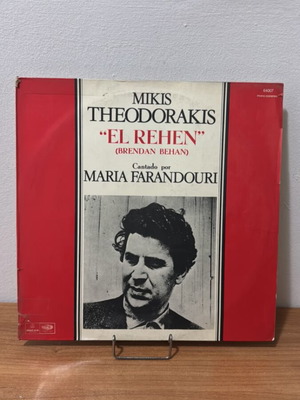 MIKIS
THEODORAKIS
"EL REHEN"
(BRENDAN BEHAN)
Cantado por
MARIA FARANDOURI